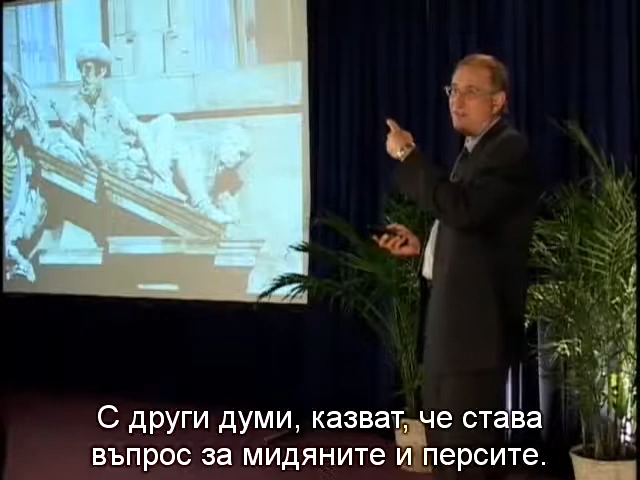 С други думи, казват, че става
въпрос за мидяните и персите.